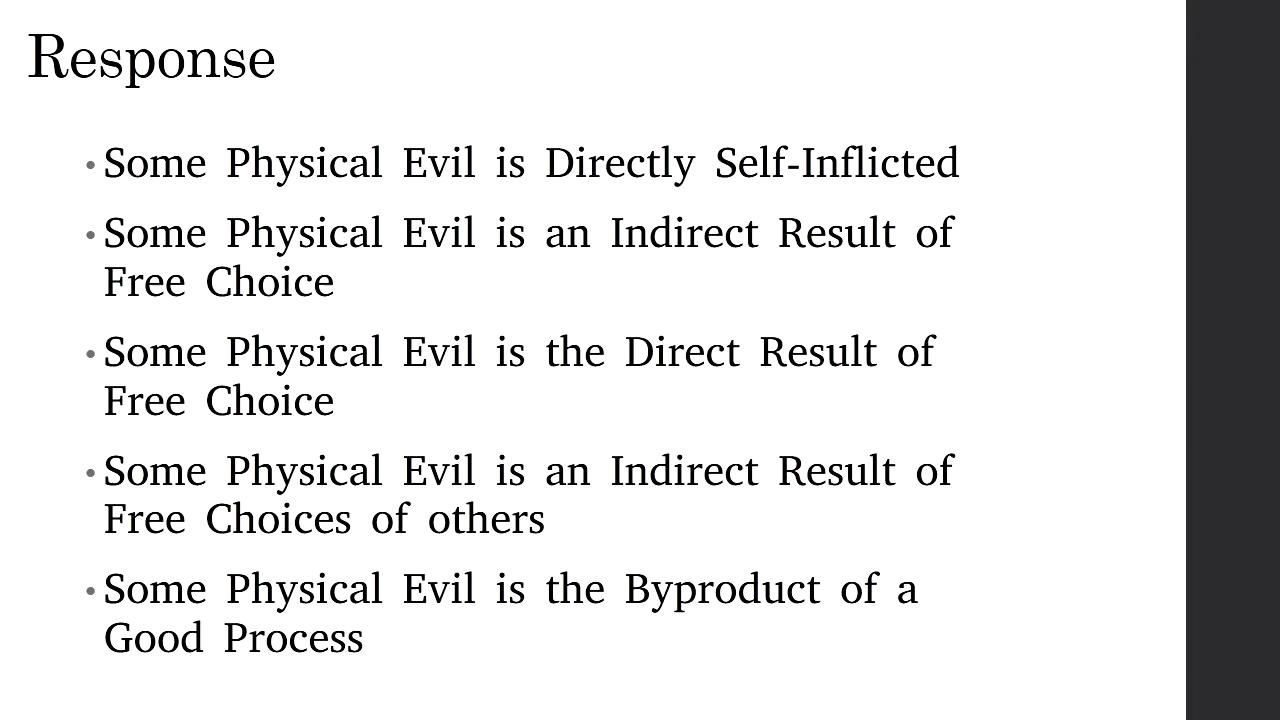 Response
• Some Physical Evil is Directly Self-Inflicted
• Some Physical Evil is an Indirect Result of
Free Choice
• Some Physical Evil is the Direct Result of
Free Choice
• Some Physical Evil is an Indirect Result of
Free Choices of others
• Some Physical Evil is the Byproduct of a
Good Process